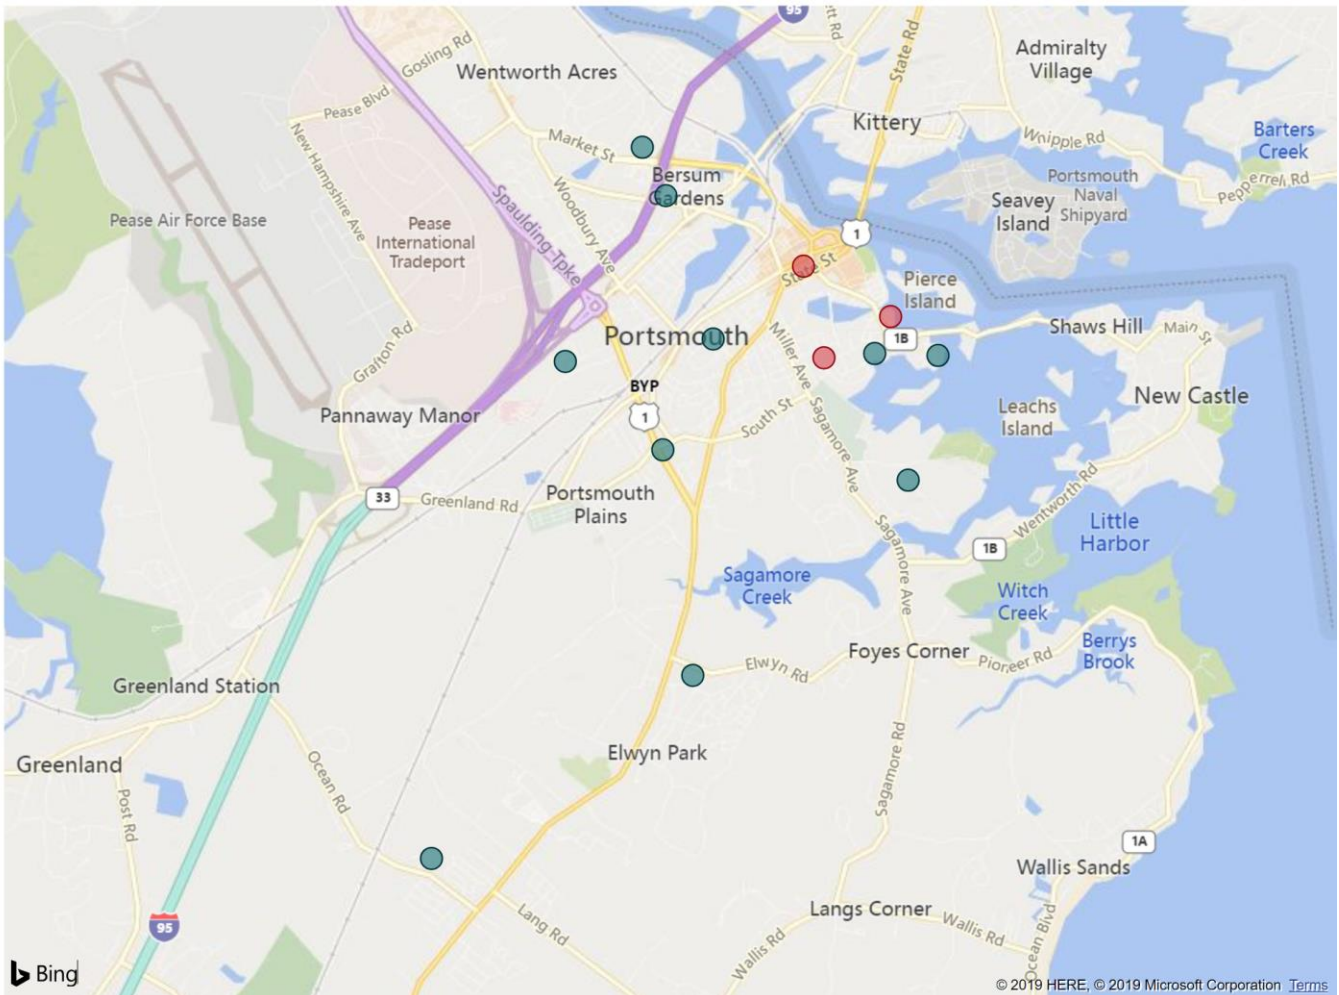 95
ett Rd
State Rd
Admiralty
Village
Gosling Rd
Wentworth Acres
Pease Blvd
Kittery
Whipple Rd
Barters
Creek
Market St
New Hampshire Ave
Bersum
Gardens
Portsmouth
Naval
Shipyard
Pepperrell Rd
Woodbury Ave
Spaulding Tpke
Seavey
Island
Pease Air Force Base
Pease
International
Tradeport
1
State St
Pierce
Island
Grafton Rd
Portsmouth
Miller Ave
1B
Shaws Hill
Main St
BYP
1
Pannaway Manor
South St
Sagamore Ave
Leachs
Island
New Castle
33
Greenland Rd
Portsmouth
Plains
Wentworth Rd
Little
Harbor
Sagamore Ave
1B
Sagamore
Creek
Witch
Creek
Foyes Corner
Pioneer Rd
Berrys
Brook
Elwyn Rd
Greenland Station
Elwyn Park
Greenland
Ocean Rd
Sagamore Rd
Post Rd
1A
Wallis Sands
95
Lang Rd
Langs Corner
Wallis Rd
Wallis Rd
Ocean Blvd
Bing
© 2019 HERE, © 2019 Microsoft Corporation Terms